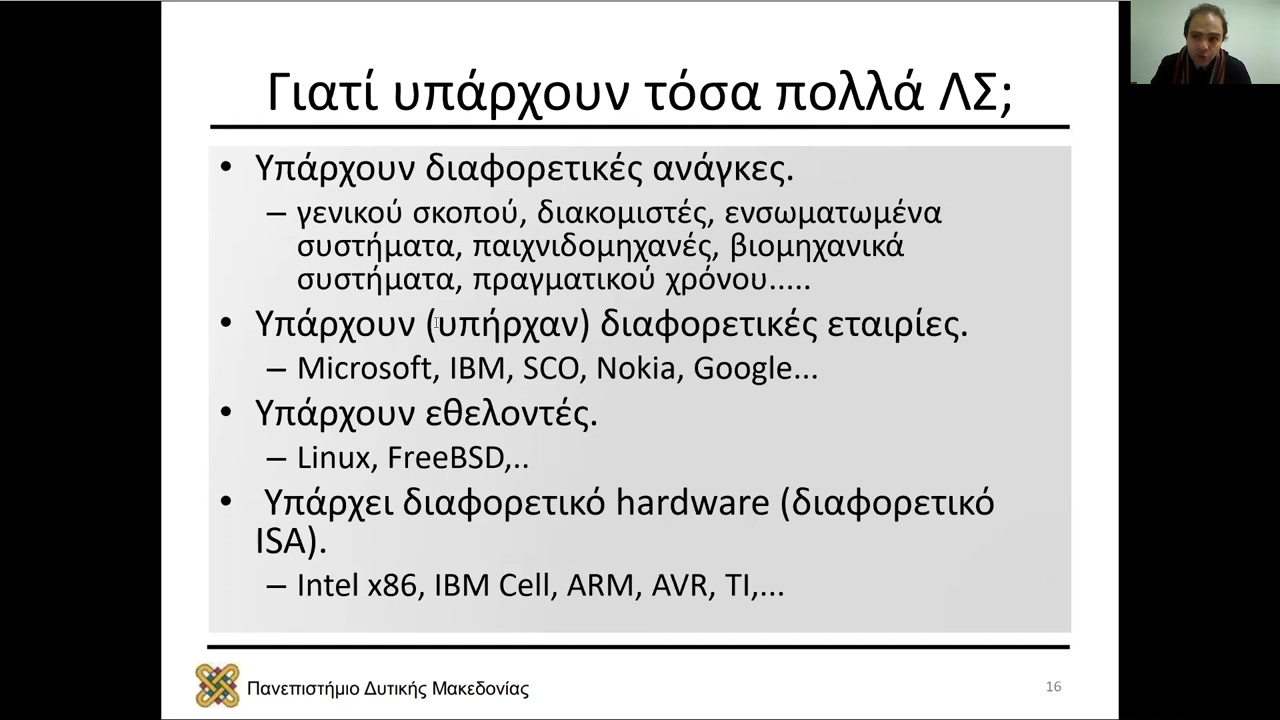 Γιατί υπάρχουν τόσα πολλά ΛΣ;
• Υπάρχουν διαφορετικές ανάγκες.
– γενικού σκοπού, διακομιστές, ενσωματωμένα
συστήματα, παιχνιδομηχανές, βιομηχανικά
συστήματα, πραγματικού χρόνου.....
• Υπάρχουν (υπήρχαν) διαφορετικές εταιρίες.
– Microsoft, IBM, SCO, Nokia, Google...
• Υπάρχουν εθελοντές.
– Linux, FreeBSD,..
• Υπάρχει διαφορετικό hardware (διαφορετικό
ISA).
– Intel x86, IBM Cell, ARM, AVR, TI,...
Πανεπιστήμιο Δυτικής Μακεδονίας
16